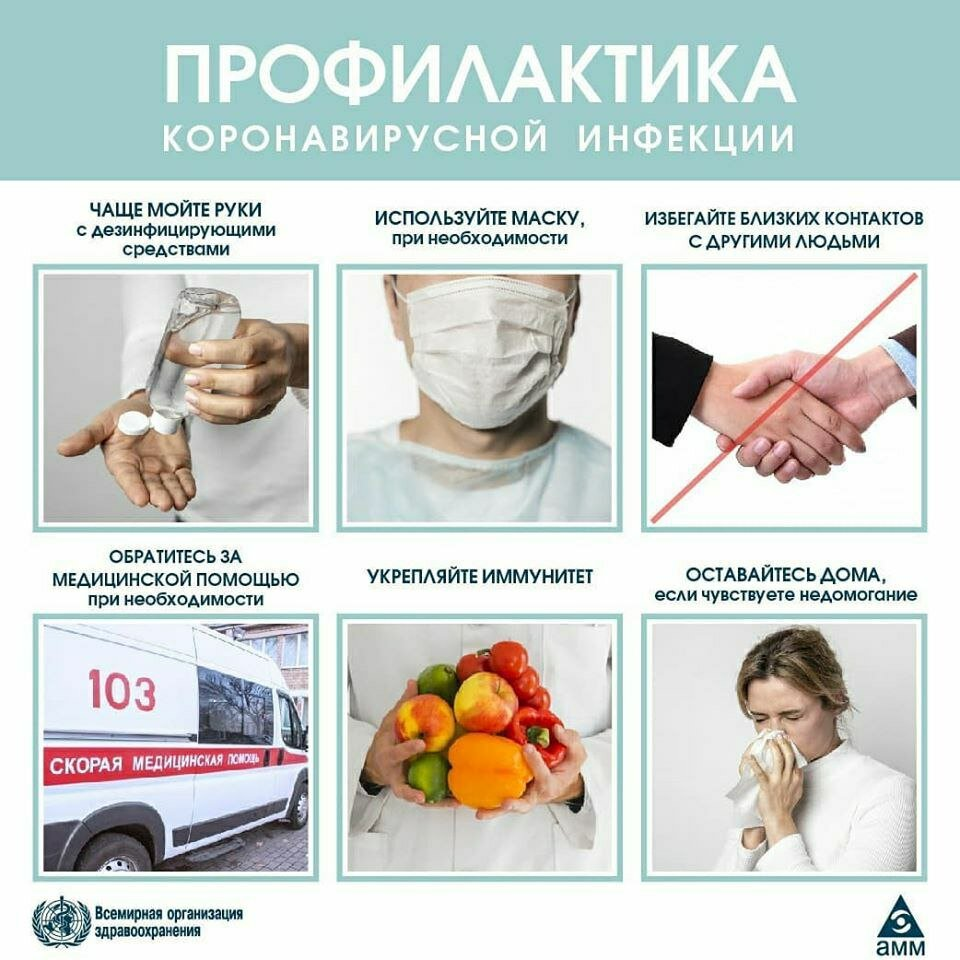 ПРОФИЛАКТИКА
КОРОНАВИРУСНОЙ ИНФЕКЦИИ
ЧАЩЕ МОЙТЕ РУКИ
с дезинфицирующими
средствами
ИСПОЛЬЗУЙТЕ МАСКУ,
при необходимости
ИЗБЕГАЙТЕ БЛИЗКИХ КОНТАКТОВ
С ДРУГИМИ ЛЮДЬМИ
ОБРАТИТЕСЬ ЗА
МЕДИЦИНСКОЙ ПОМОЩЬЮ
при необходимости
УКРЕПЛЯЙТЕ ИММУНИТЕТ
ОСТАВАЙТЕСЬ ДОМА,
если чувствуете недомогание
103
СКОРАЯ МЕДИЦИНСКАЯ ПОМОЩЬ
Всемирная организация
здравоохранения
амм